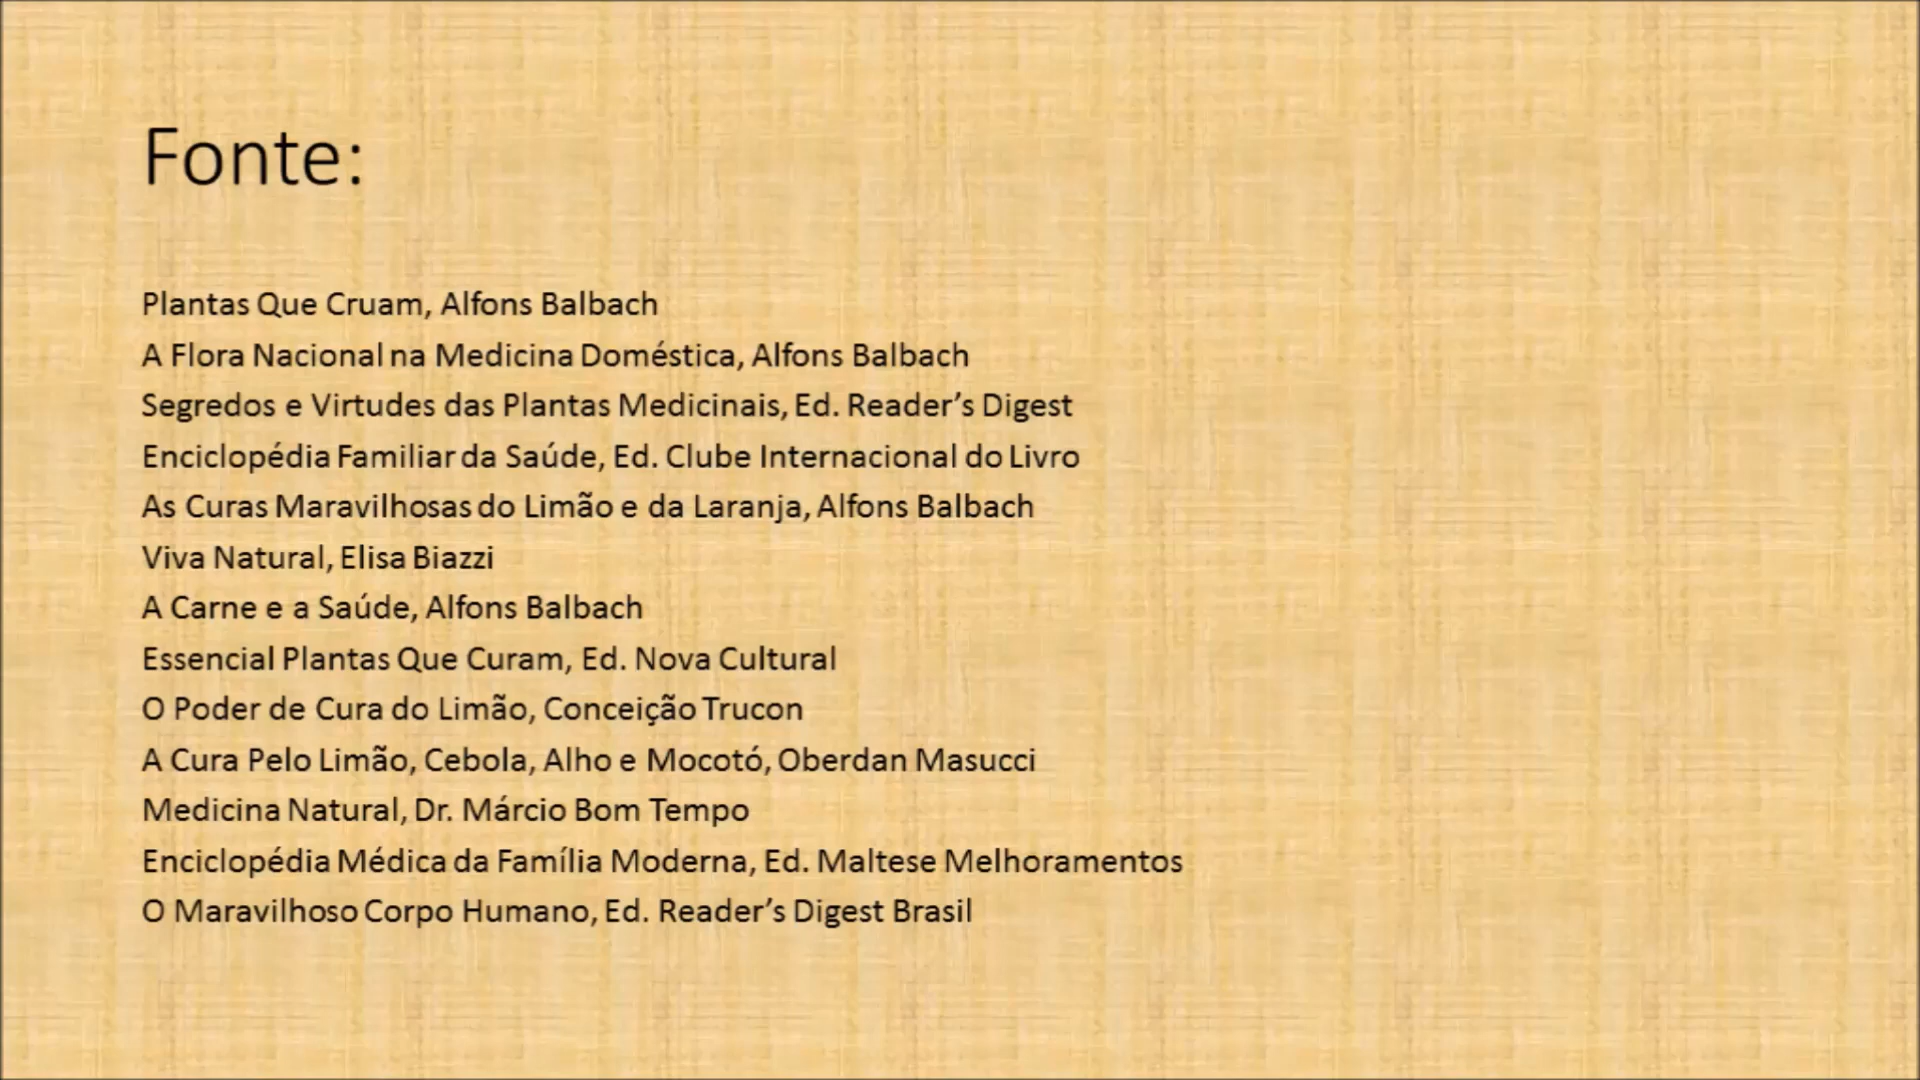 Fonte:
Plantas Que Cruam, Alfons Balbach
A Flora Nacional na Medicina Doméstica, Alfons Balbach
Segredos e Virtudes das Plantas Medicinais, Ed. Reader’s Digest
Enciclopédia Familiar da Saúde, Ed. Clube Internacional do Livro
As Curas Maravilhosas do Limão e da Laranja, Alfons Balbach
Viva Natural, Elisa Biazzi
A Carne e a Saúde, Alfons Balbach
Essencial Plantas Que Curam, Ed. Nova Cultural
O Poder de Cura do Limão, Conceição Trucon
A Cura Pelo Limão, Cebola, Alho e Mocotó, Oberdan Masucci
Medicina Natural, Dr. Márcio Bom Tempo
Enciclopédia Médica da Família Moderna, Ed. Maltese Melhoramentos
O Maravilhoso Corpo Humano, Ed. Reader’s Digest Brasil